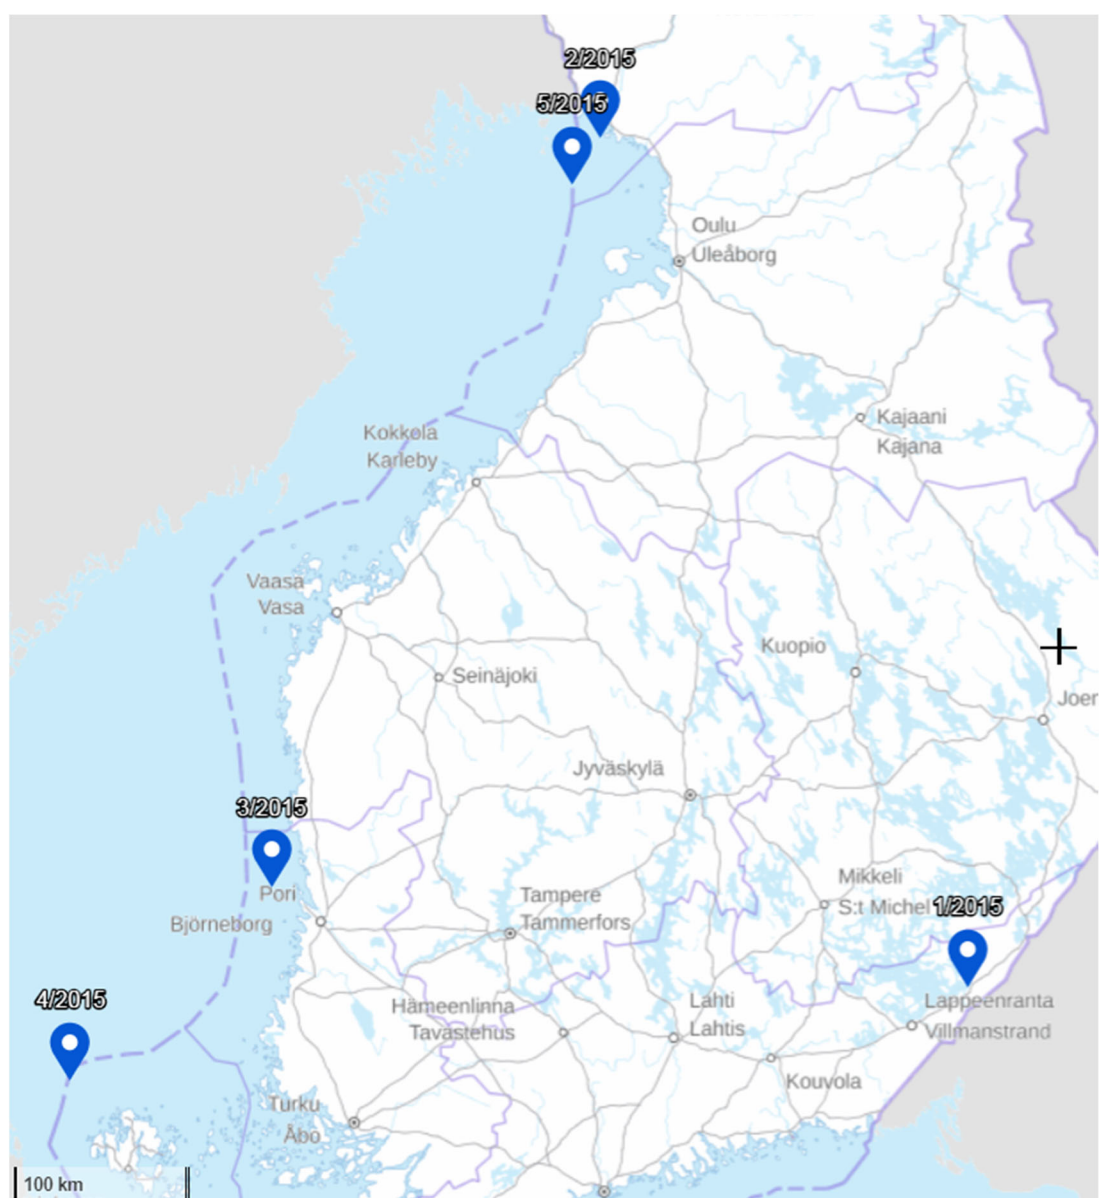 2/2015
5/2015
Oulu
Uleåborg
Kajaani
Kajana
Kokkola
Karleby
Vaasa
Vasa
Kuopio
Seinäjoki
Joer
Jyväskylä
3/2015
Mikkeli
S:t Michel
1/2015
Pori
Björneborg
Tampere
Tammerfors
4/2015
Hämeenlinna
Tavastehus
Lahti
Lahtis
Lappeenranta
Villmanstrand
Kouvola
Turku
Åbo
100 km